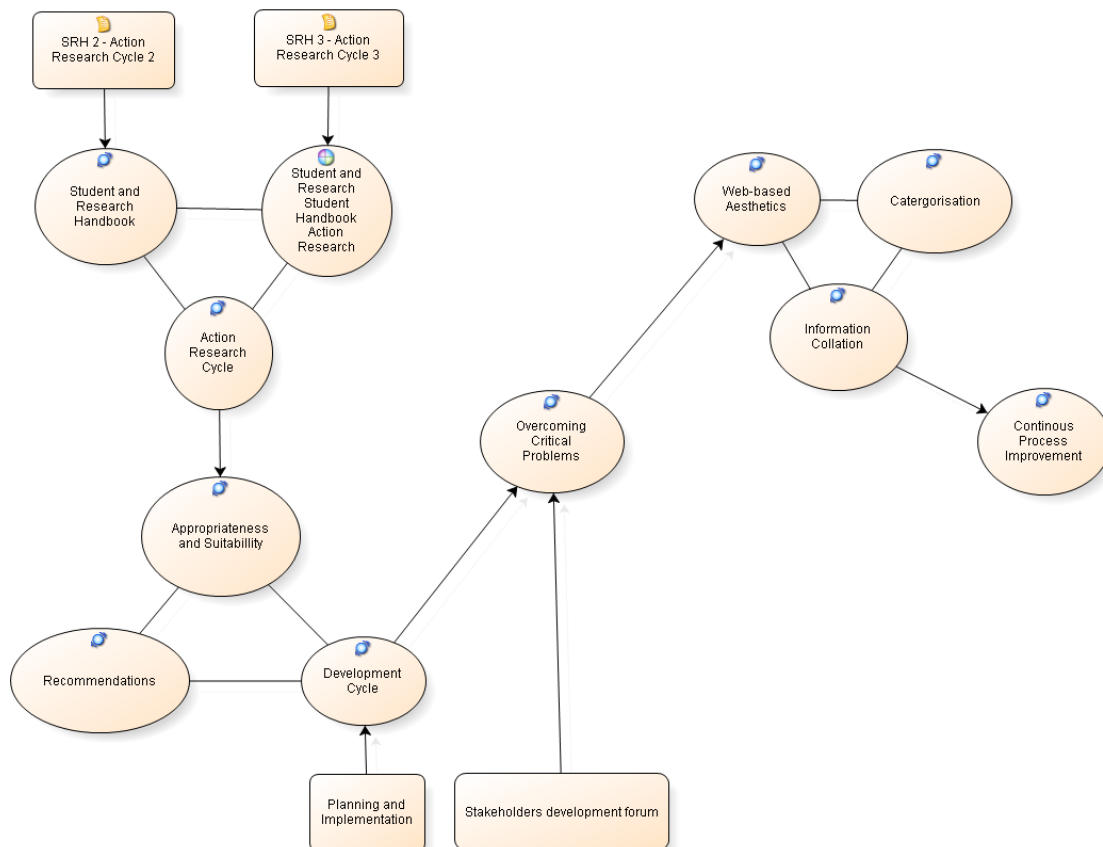 SRH 2 - Action
Research Cycle 2
SRH 3 - Action
Research Cycle 3
Student and
Research
Handbook
Student and
Research
Student
Handbook
Action
Research
Action
Research
Cycle
Web-based
Aesthetics
Catergorisation
Information
Collation
Continous
Process
Improvement
Overcoming
Critical
Problems
Appropriateness
and Suitabillity
Recommendations
Development
Cycle
Planning and
Implementation
Stakeholders development forum